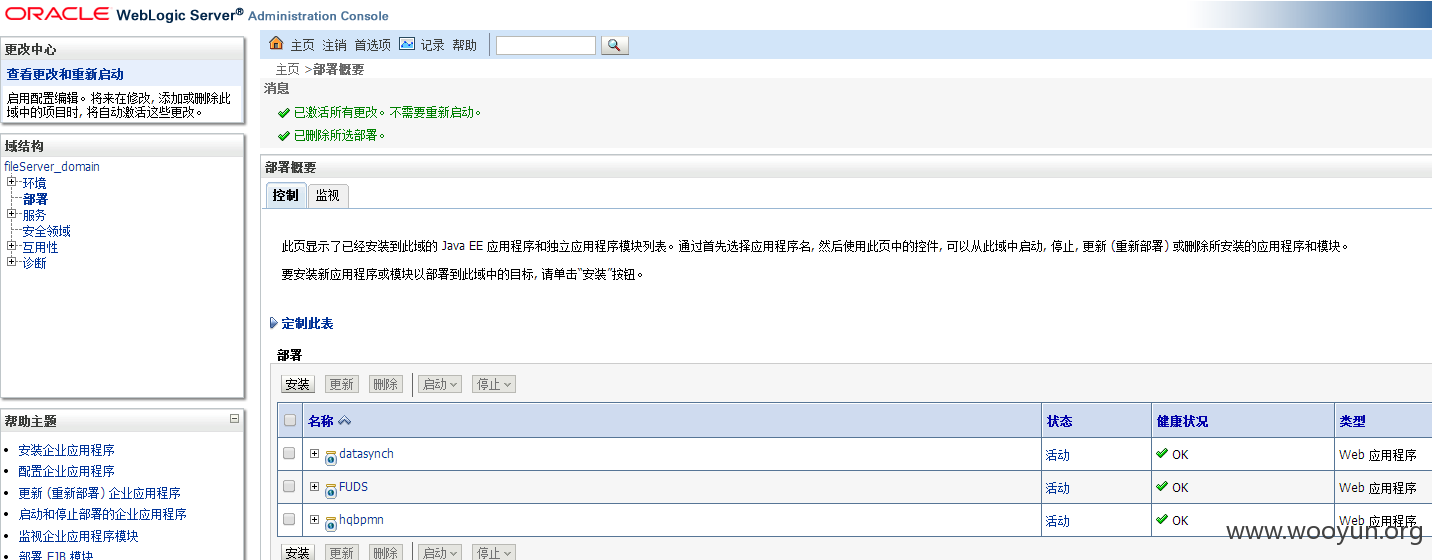 ORACLE WebLogic Server® Administration Console
更改中心
查看更改和重新启动
启用配置编辑。将来在修改, 添加或删除此
域中的项目时, 将自动激活这些更改。
域结构
fileServer_domain
环境
部署
服务
安全领域
互用性
诊断
帮助主题
安装企业应用程序
配置企业应用程序
更新 (重新部署) 企业应用程序
启动和停止部署的企业应用程序
监视企业应用程序模块
部署 EJB 模块
主页 注销 首选项 记录 帮助
主页 >部署概要
消息
已激活所有更改。不需要重新启动。
已删除所选部署。
部署概要
控制 监视
此页显示了已经安装到此域的 Java EE 应用程序和独立应用程序模块列表。通过首先选择应用程序名, 然后使用此页中的控件, 可以从此域中启动, 停止, 更新 (重新部署) 或删除所安装的应用程序和模块。
要安装新应用程序或模块以部署到此域中的目标, 请单击“安装”按钮。
定制此表
部署
安装 更新 删除 启动 停止
名称 状态 健康状况 类型
datasynch 活动 OK Web 应用程序
FUDS 活动 OK Web 应用程序
hqbpmn 活动 OK Web 应用程序
安装 更新 删除 启动 停止
www.wooyun.org